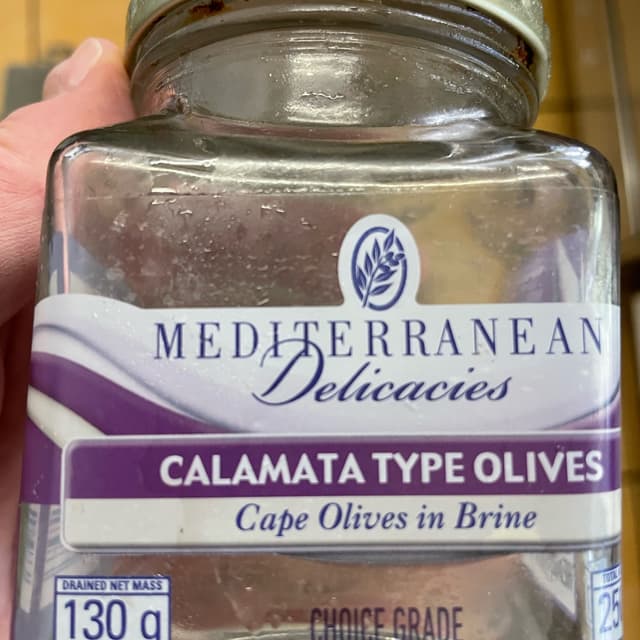 MEDITERRANEAN
Delicacies
CALAMATA TYPE OLIVES
Cape Olives in Brine
DRAINED NET MASS
130 g
CHOICE GRADE